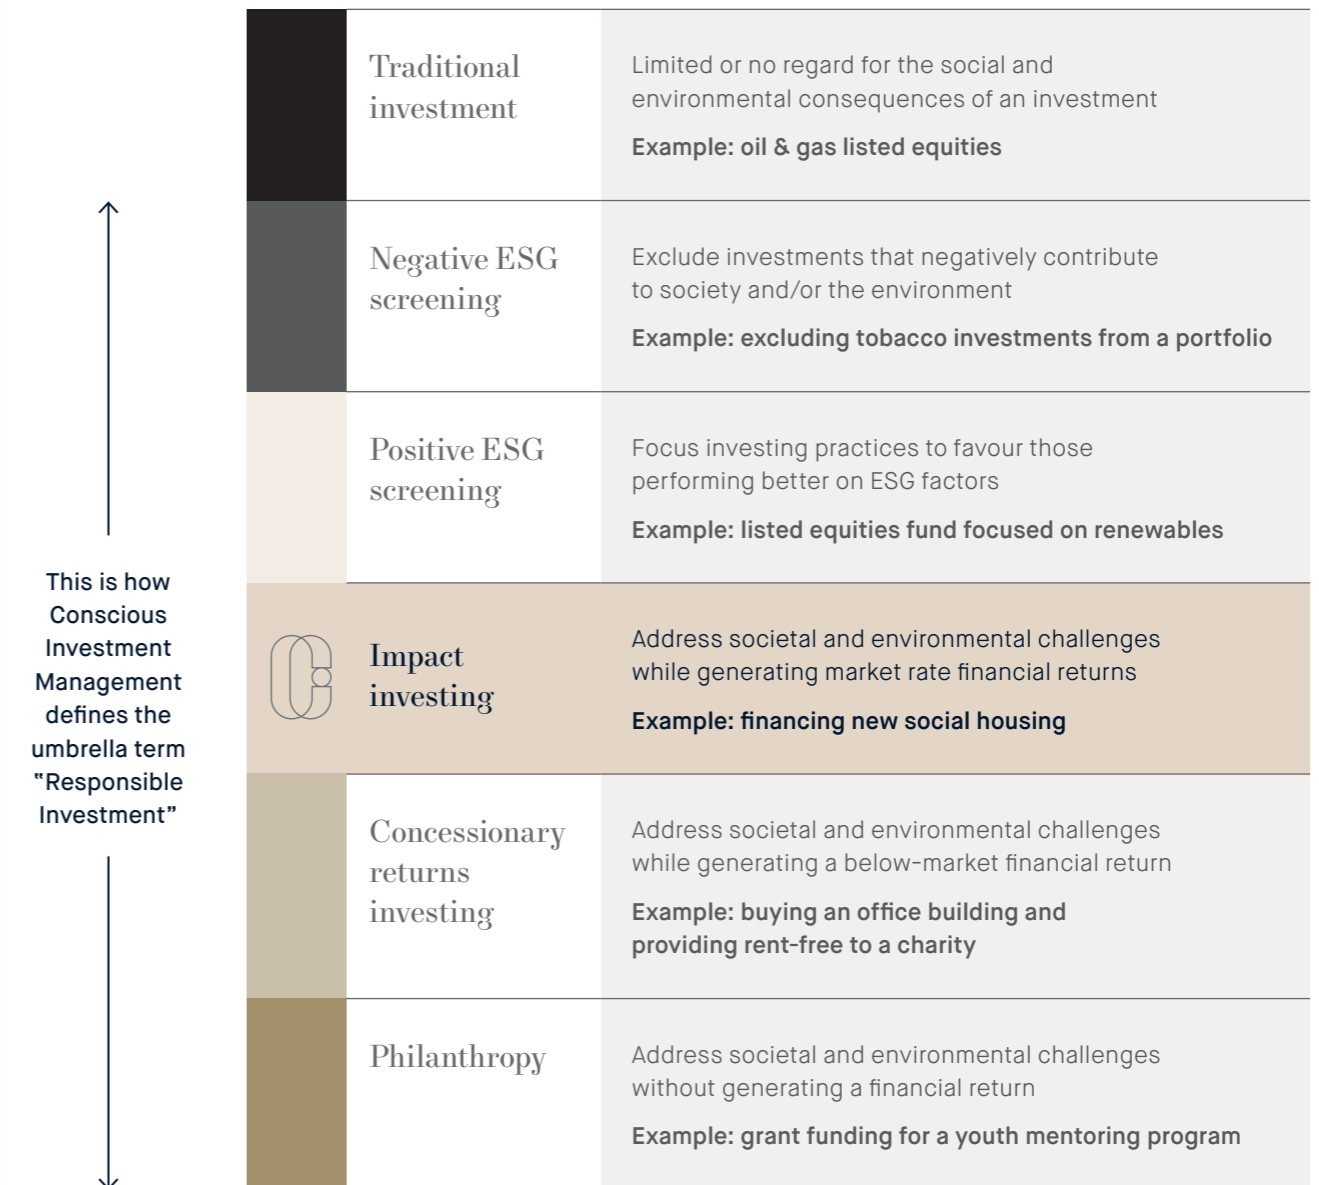 Traditional
investment
Limited or no regard for the social and
environmental consequences of an investment
Example: oil & gas listed equities
Negative ESG
screening
Exclude investments that negatively contribute
to society and/or the environment
Example: excluding tobacco investments from a portfolio
Positive ESG
screening
Focus investing practices to favour those
performing better on ESG factors
Example: listed equities fund focused on renewables
This is how
Conscious
Investment
Management
defines the
umbrella term
“Responsible
Investment”
Impact
investing
Address societal and environmental challenges
while generating market rate financial returns
Example: financing new social housing
Concessionary
returns
investing
Address societal and environmental challenges
while generating a below-market financial return
Example: buying an office building and
providing rent-free to a charity
Philanthropy
Address societal and environmental challenges
without generating a financial return
Example: grant funding for a youth mentoring program